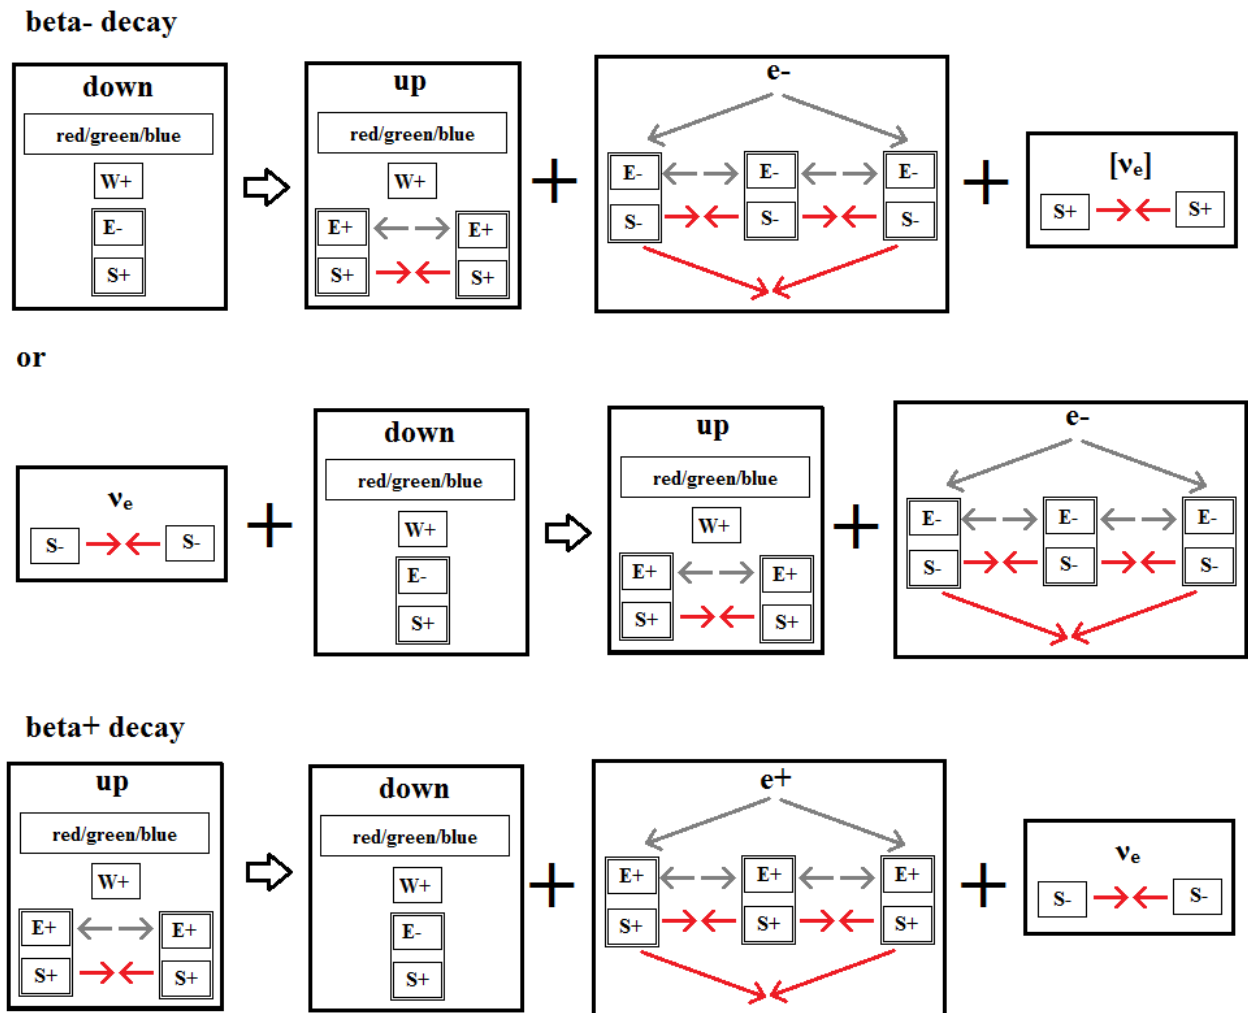 beta- decay
down
red/green/blue
W+
E-
S+
up
red/green/blue
W+
E+ E+
S+ S+
+
e-
E- E- E-
S- S- S-
+
[νe]
S+ S+
or
νe
S- S-
+
down
red/green/blue
W+
E-
S+
up
red/green/blue
W+
E+ E+
S+ S+
+
e-
E- E- E-
S- S- S-
beta+ decay
up
red/green/blue
W+
E+ E+
S+ S+
down
red/green/blue
W+
E-
S+
+
e+
E+ E+ E+
S+ S+ S+
+
νe
S- S-